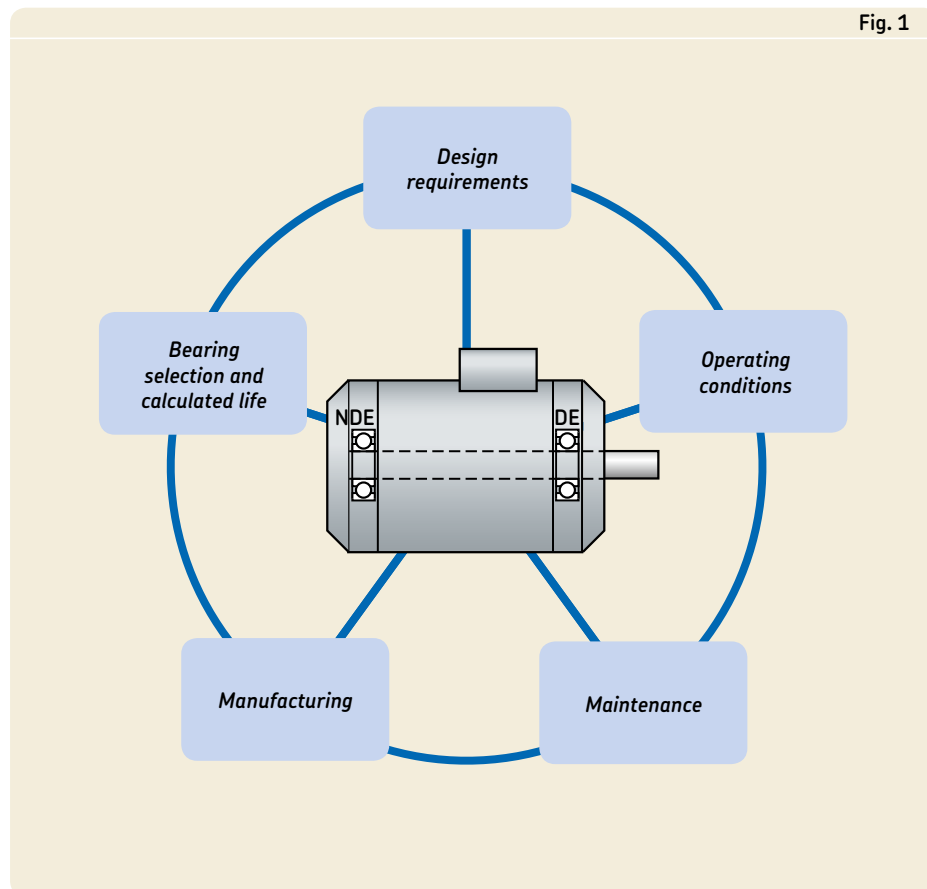 Fig. 1
Design
requirements
Bearing
selection and
calculated life
Operating
conditions
NDE
DE
Manufacturing
Maintenance